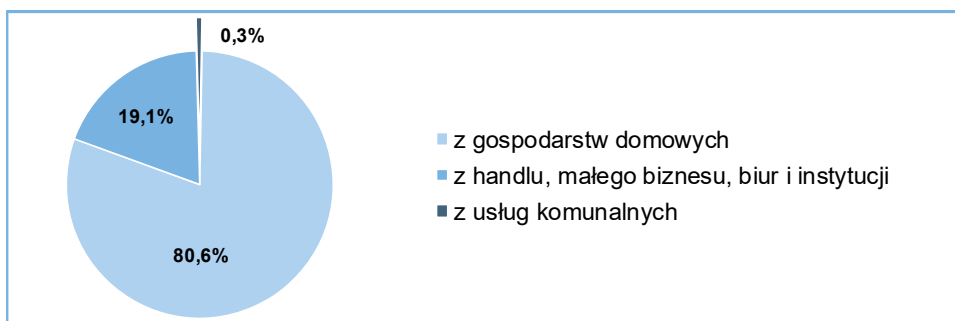 0,3%
19,1%
80,6%
z gospodarstw domowych
z handlu, małego biznesu, biur i instytucji
z usług komunalnych